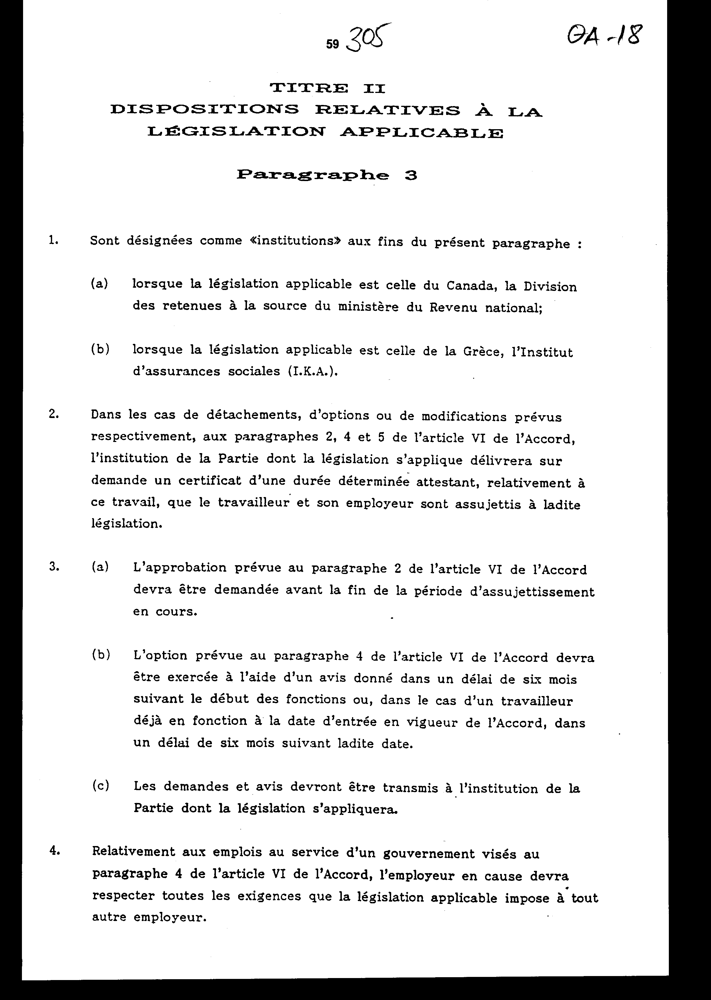 59 305
ΘΑ-18
TITRE II
DISPOSITIONS RELATIVES À LA
LÉGISLATION APPLICABLE
Paragraphe 3
1. Sont désignées comme «institutions» aux fins du présent paragraphe :
(a) lorsque la législation applicable est celle du Canada, la Division
des retenues à la source du ministère du Revenu national;
(b) lorsque la législation applicable est celle de la Grèce, l'Institut
d'assurances sociales (I.K.A.).
2. Dans les cas de détachements, d'options ou de modifications prévus
respectivement, aux paragraphes 2, 4 et 5 de l'article VI de l'Accord,
l'institution de la Partie dont la législation s'applique délivrera sur
demande un certificat d'une durée déterminée attestant, relativement à
ce travail, que le travailleur et son employeur sont assujettis à ladite
législation.
3. (a) L'approbation prévue au paragraphe 2 de l'article VI de l'Accord
devra être demandée avant la fin de la période d'assujettissement
en cours.
(b) L'option prévue au paragraphe 4 de l'article VI de l'Accord devra
être exercée à l'aide d'un avis donné dans un délai de six mois
suivant le début des fonctions ou, dans le cas d'un travailleur
déjà en fonction à la date d'entrée en vigueur de l'Accord, dans
un délai de six mois suivant ladite date.
(c) Les demandes et avis devront être transmis à l'institution de la
Partie dont la législation s'appliquera.
4. Relativement aux emplois au service d'un gouvernement visés au
paragraphe 4 de l'article VI de l'Accord, l'employeur en cause devra
respecter toutes les exigences que la législation applicable impose à tout
autre employeur.